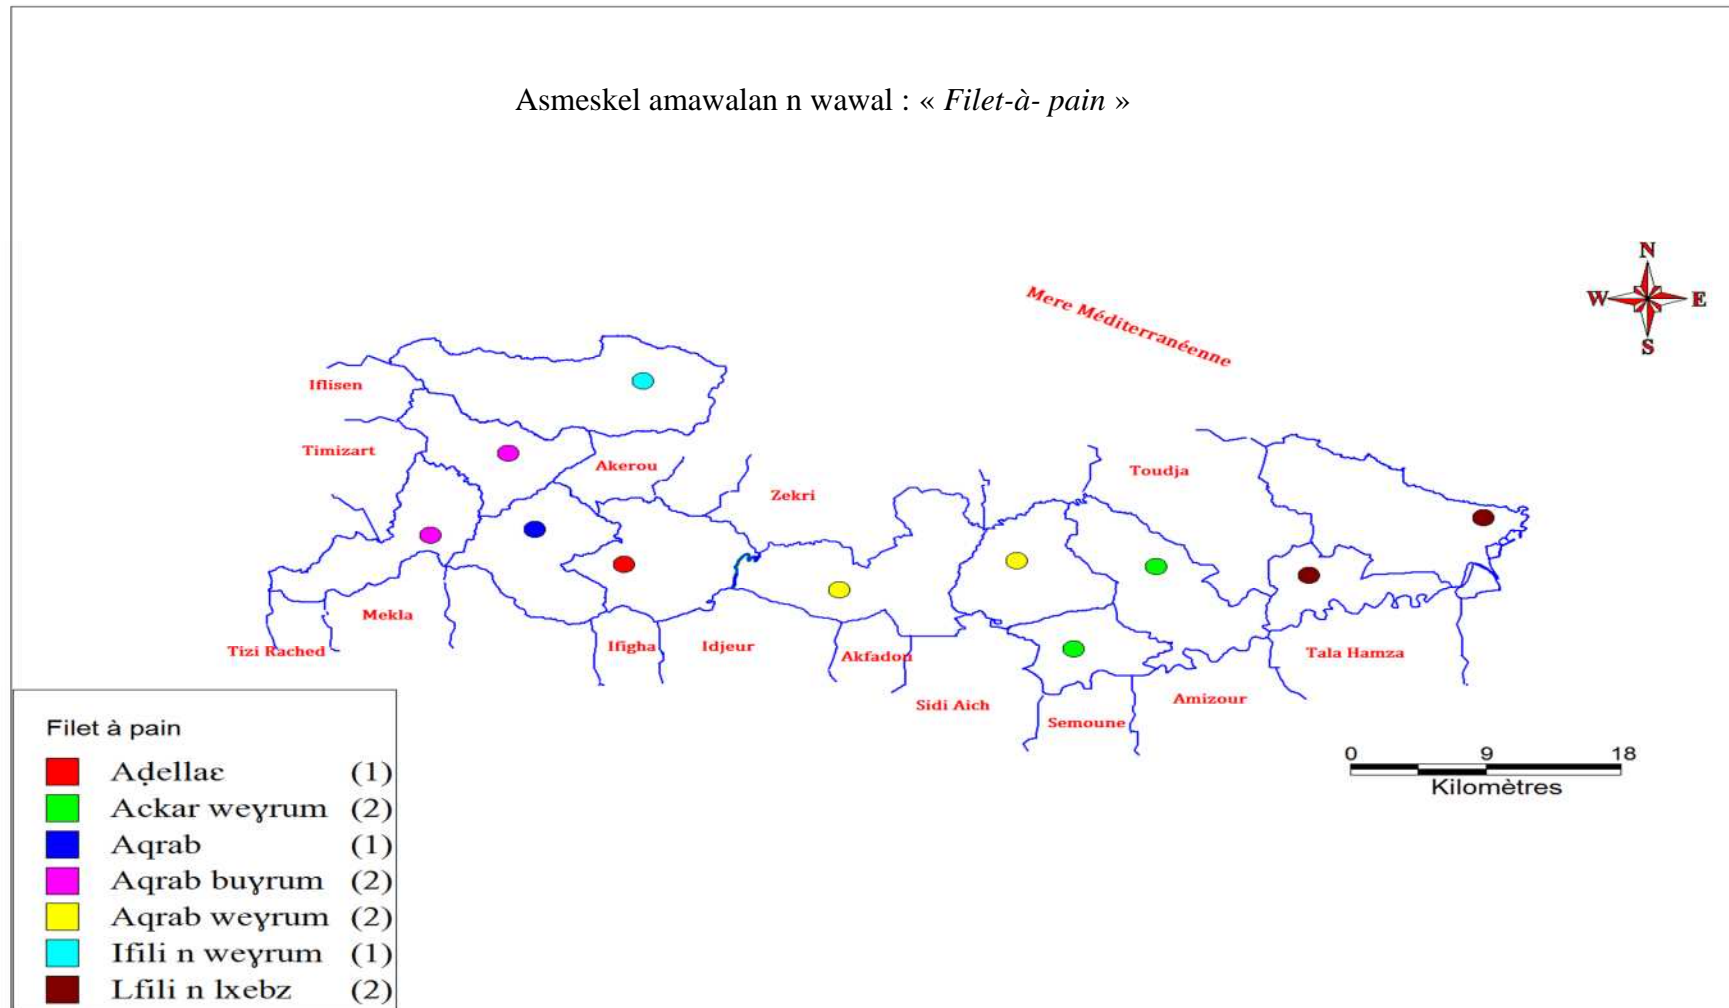 Asmeskel amawalan n wawal : « Filet-à- pain »
N
W E
S
Mere Méditerranéenne
Iflisen
Timizart
Akerou
Zekri
Toudja
Mekla
Tizi Rached
Ifigha
Idjeur
Akfadou
Sidi Aich
Semoune
Amizour
Tala Hamza
0 9 18
Kilomètres
Filet à pain
Aḍellaɛ (1)
Ackar weɣrum (2)
Aqrab (1)
Aqrab buɣrum (2)
Aqrab weɣrum (2)
Ifili n weɣrum (1)
Lfili n lxebz (2)